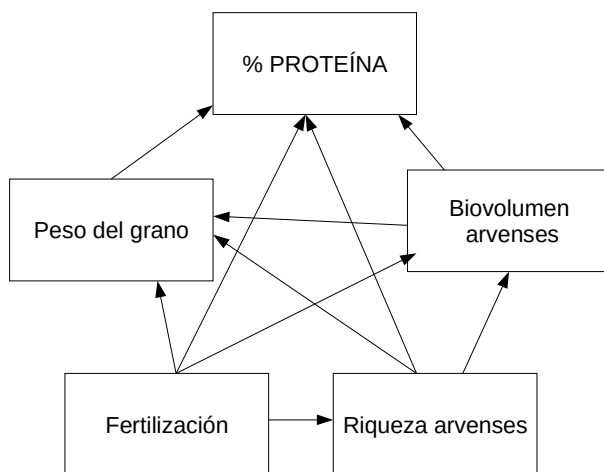 % PROTEÍNA
Peso del grano
Biovolumen
arvenses
Fertilización
Riqueza arvenses